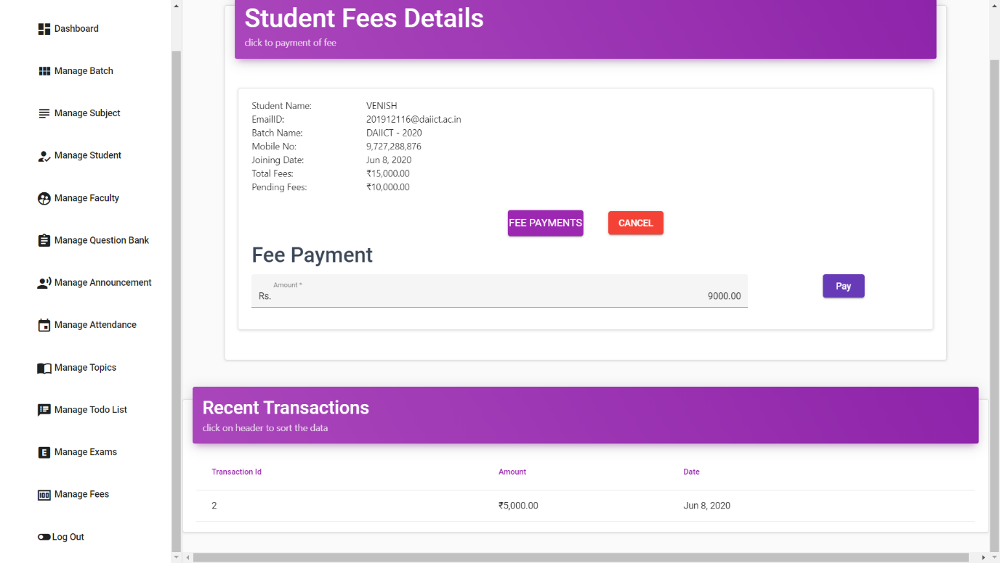 Dashboard
Manage Batch
Manage Subject
Manage Student
Manage Faculty
Manage Question Bank
Manage Announcement
Manage Attendance
Manage Topics
Manage Todo List
E Manage Exams
100 Manage Fees
Log Out
Student Fees Details
click to payment of fee
Student Name: VENISH
EmailID: 201912116@daiict.ac.in
Batch Name: DAIICT - 2020
Mobile No: 9,727,288,876
Joining Date: Jun 8, 2020
Total Fees: ₹15,000.00
Pending Fees: ₹10,000.00
FEE PAYMENTS CANCEL
Fee Payment
Amount *
Rs. 9000.00
Pay
Recent Transactions
click on header to sort the data
Transaction Id Amount Date
2 ₹5,000.00 Jun 8, 2020